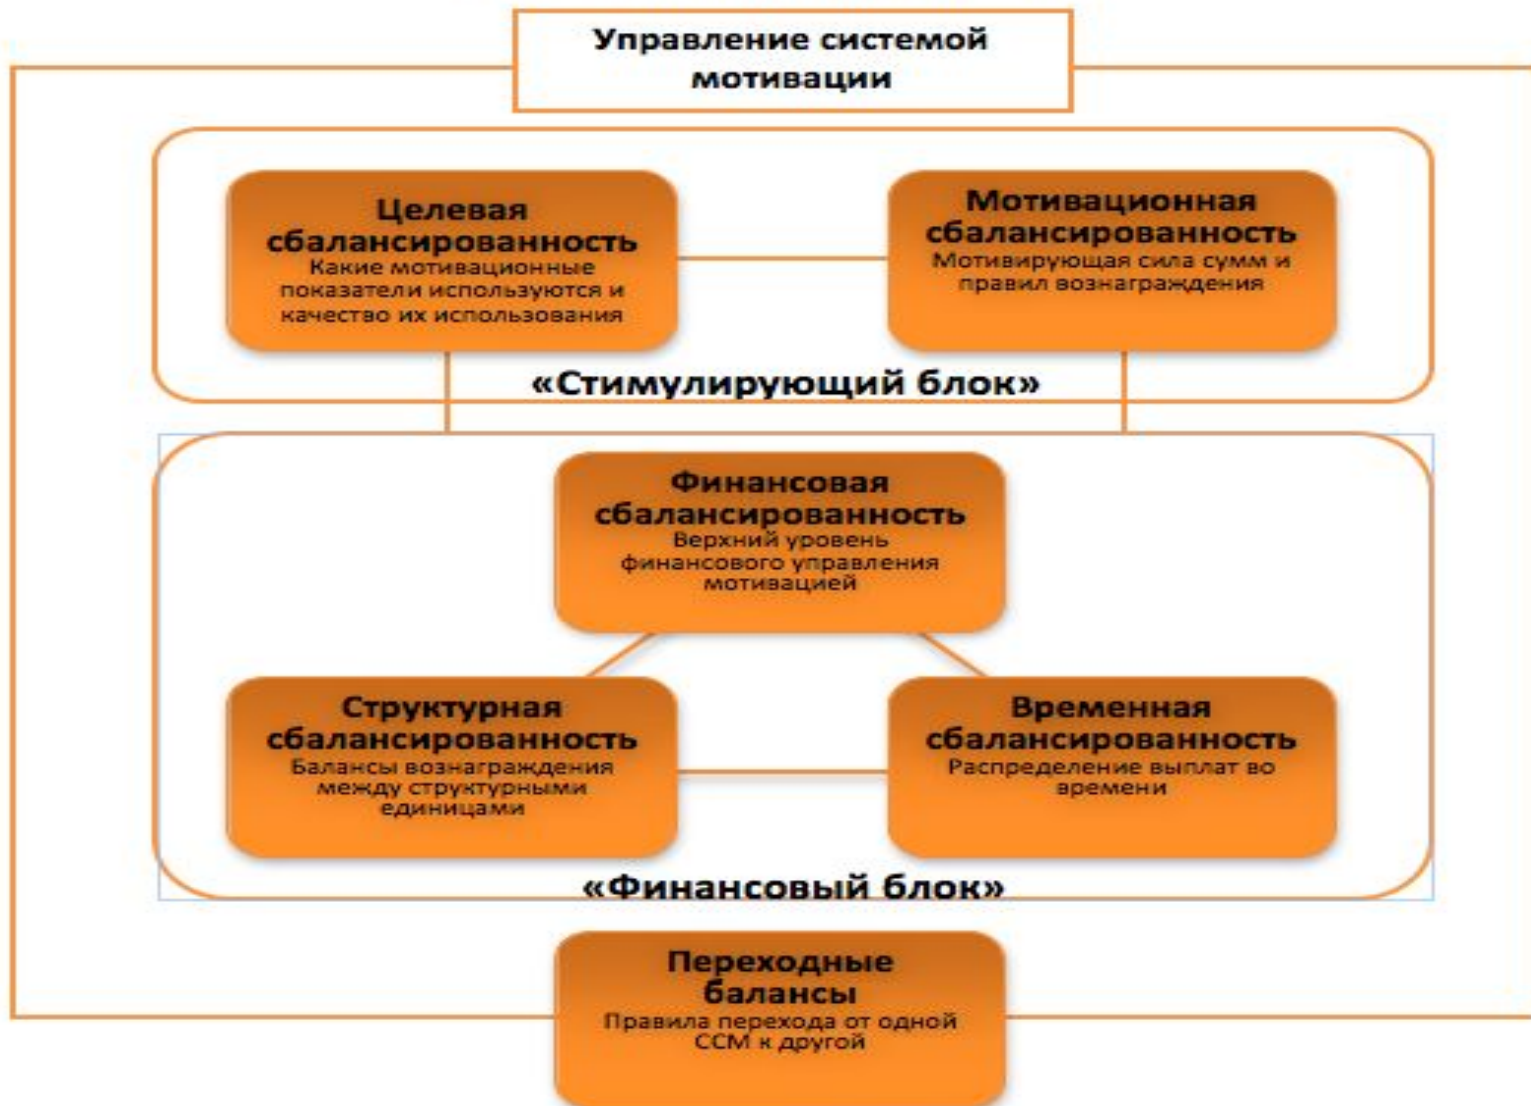 Управление системой
мотивации
Целевая
сбалансированность
Какие мотивационные
показатели используются и
качество их использования
Мотивационная
сбалансированность
Мотивирующая сила сумм и
правил вознаграждения
«Стимулирующий блок»
Финансовая
сбалансированность
Верхний уровень
финансового управления
мотивацией
Структурная
сбалансированность
Балансы вознаграждения
между структурными
единицами
Временная
сбалансированность
Распределение выплат во
времени
«Финансовый блок»
Переходные
балансы
Правила перехода от одной
ССМ к другой